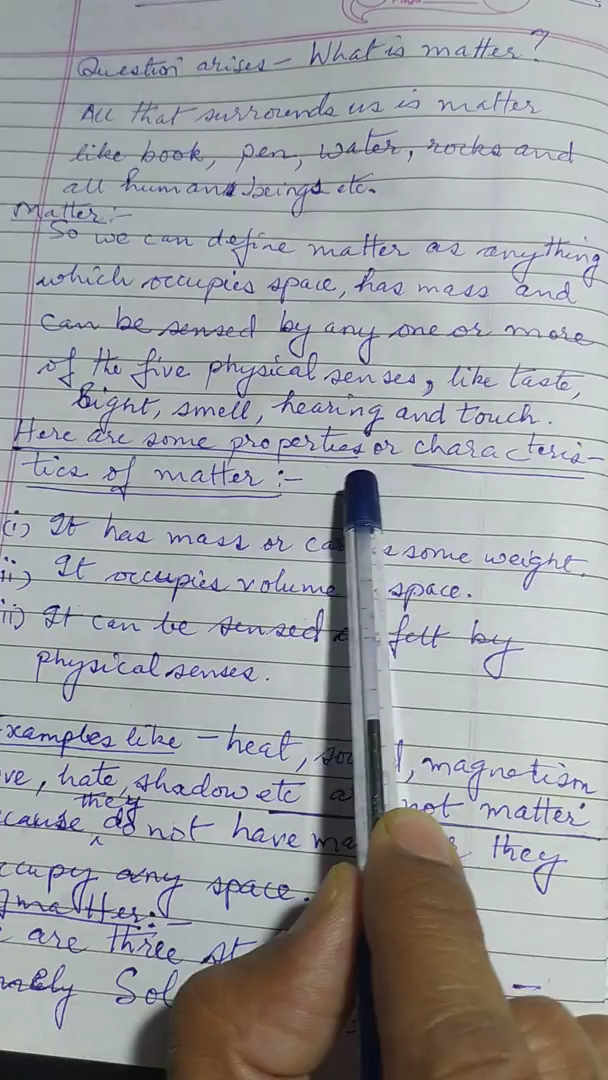 Question arises - What is matter?
All that surrounds us is matter
like book, pen, water, rocks and
all human beings etc.
Matter:-
So we can define matter as anything
which occupies space, has mass and
can be sensed by any one or more
of the five physical senses, like taste,
Sight, smell, hearing and touch.
Here are some properties or characteris-
tics of matter :-
(i) It has mass or some weight.
ii) It occupies volume space.
ii) It can be sensed felt by
physical senses.
xamples like - heat, magnetism
ve, hate, shadow etc not matter
they
cause do not have they
ccupy any space.
matter. -
are three
Sol